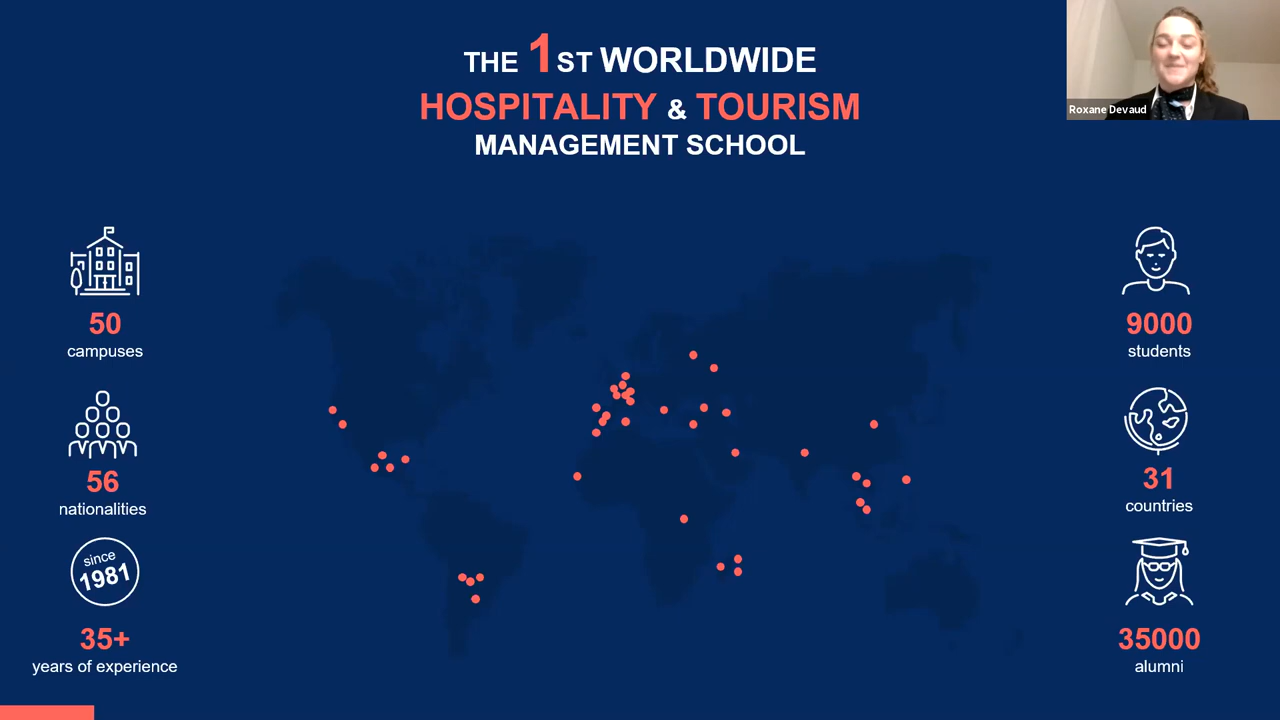 THE 1ST WORLDWIDE
HOSPITALITY & TOURISM
MANAGEMENT SCHOOL
Roxane Devaud
50
campuses
56
nationalities
since
1981
35+
years of experience
9000
students
31
countries
35000
alumni